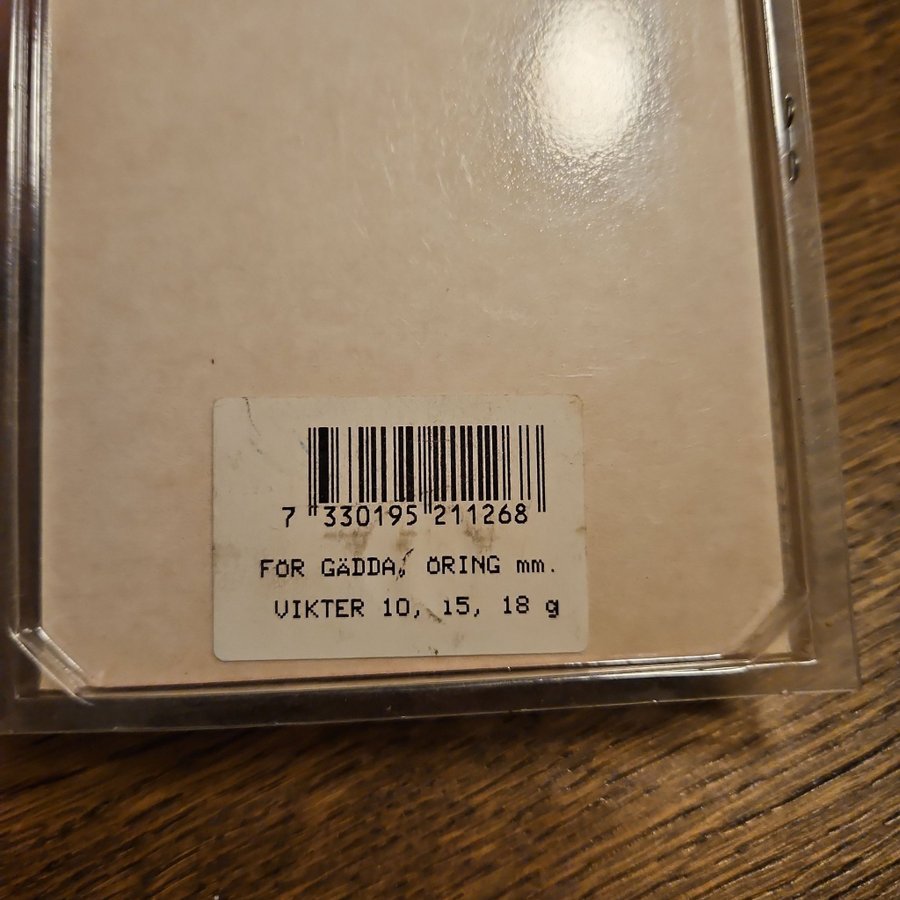 7 330195 211268
FÖR GÄDDA, ÖRING mm.
VIKTER 10, 15, 18 g